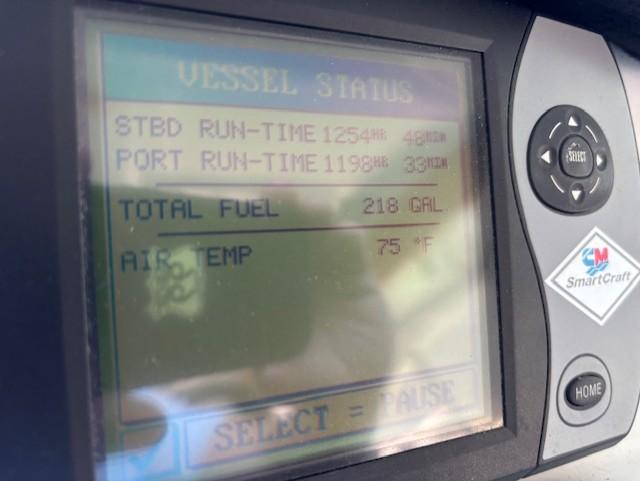 VESSEL STATUS
STBD RUN-TIME 1254HR 48MIN
PORT RUN-TIME 1198HR 33MIN
TOTAL FUEL 218 GAL
AIR TEMP 75 °F
SELECT = PAUSE
SELECT
SmartCraft
HOME